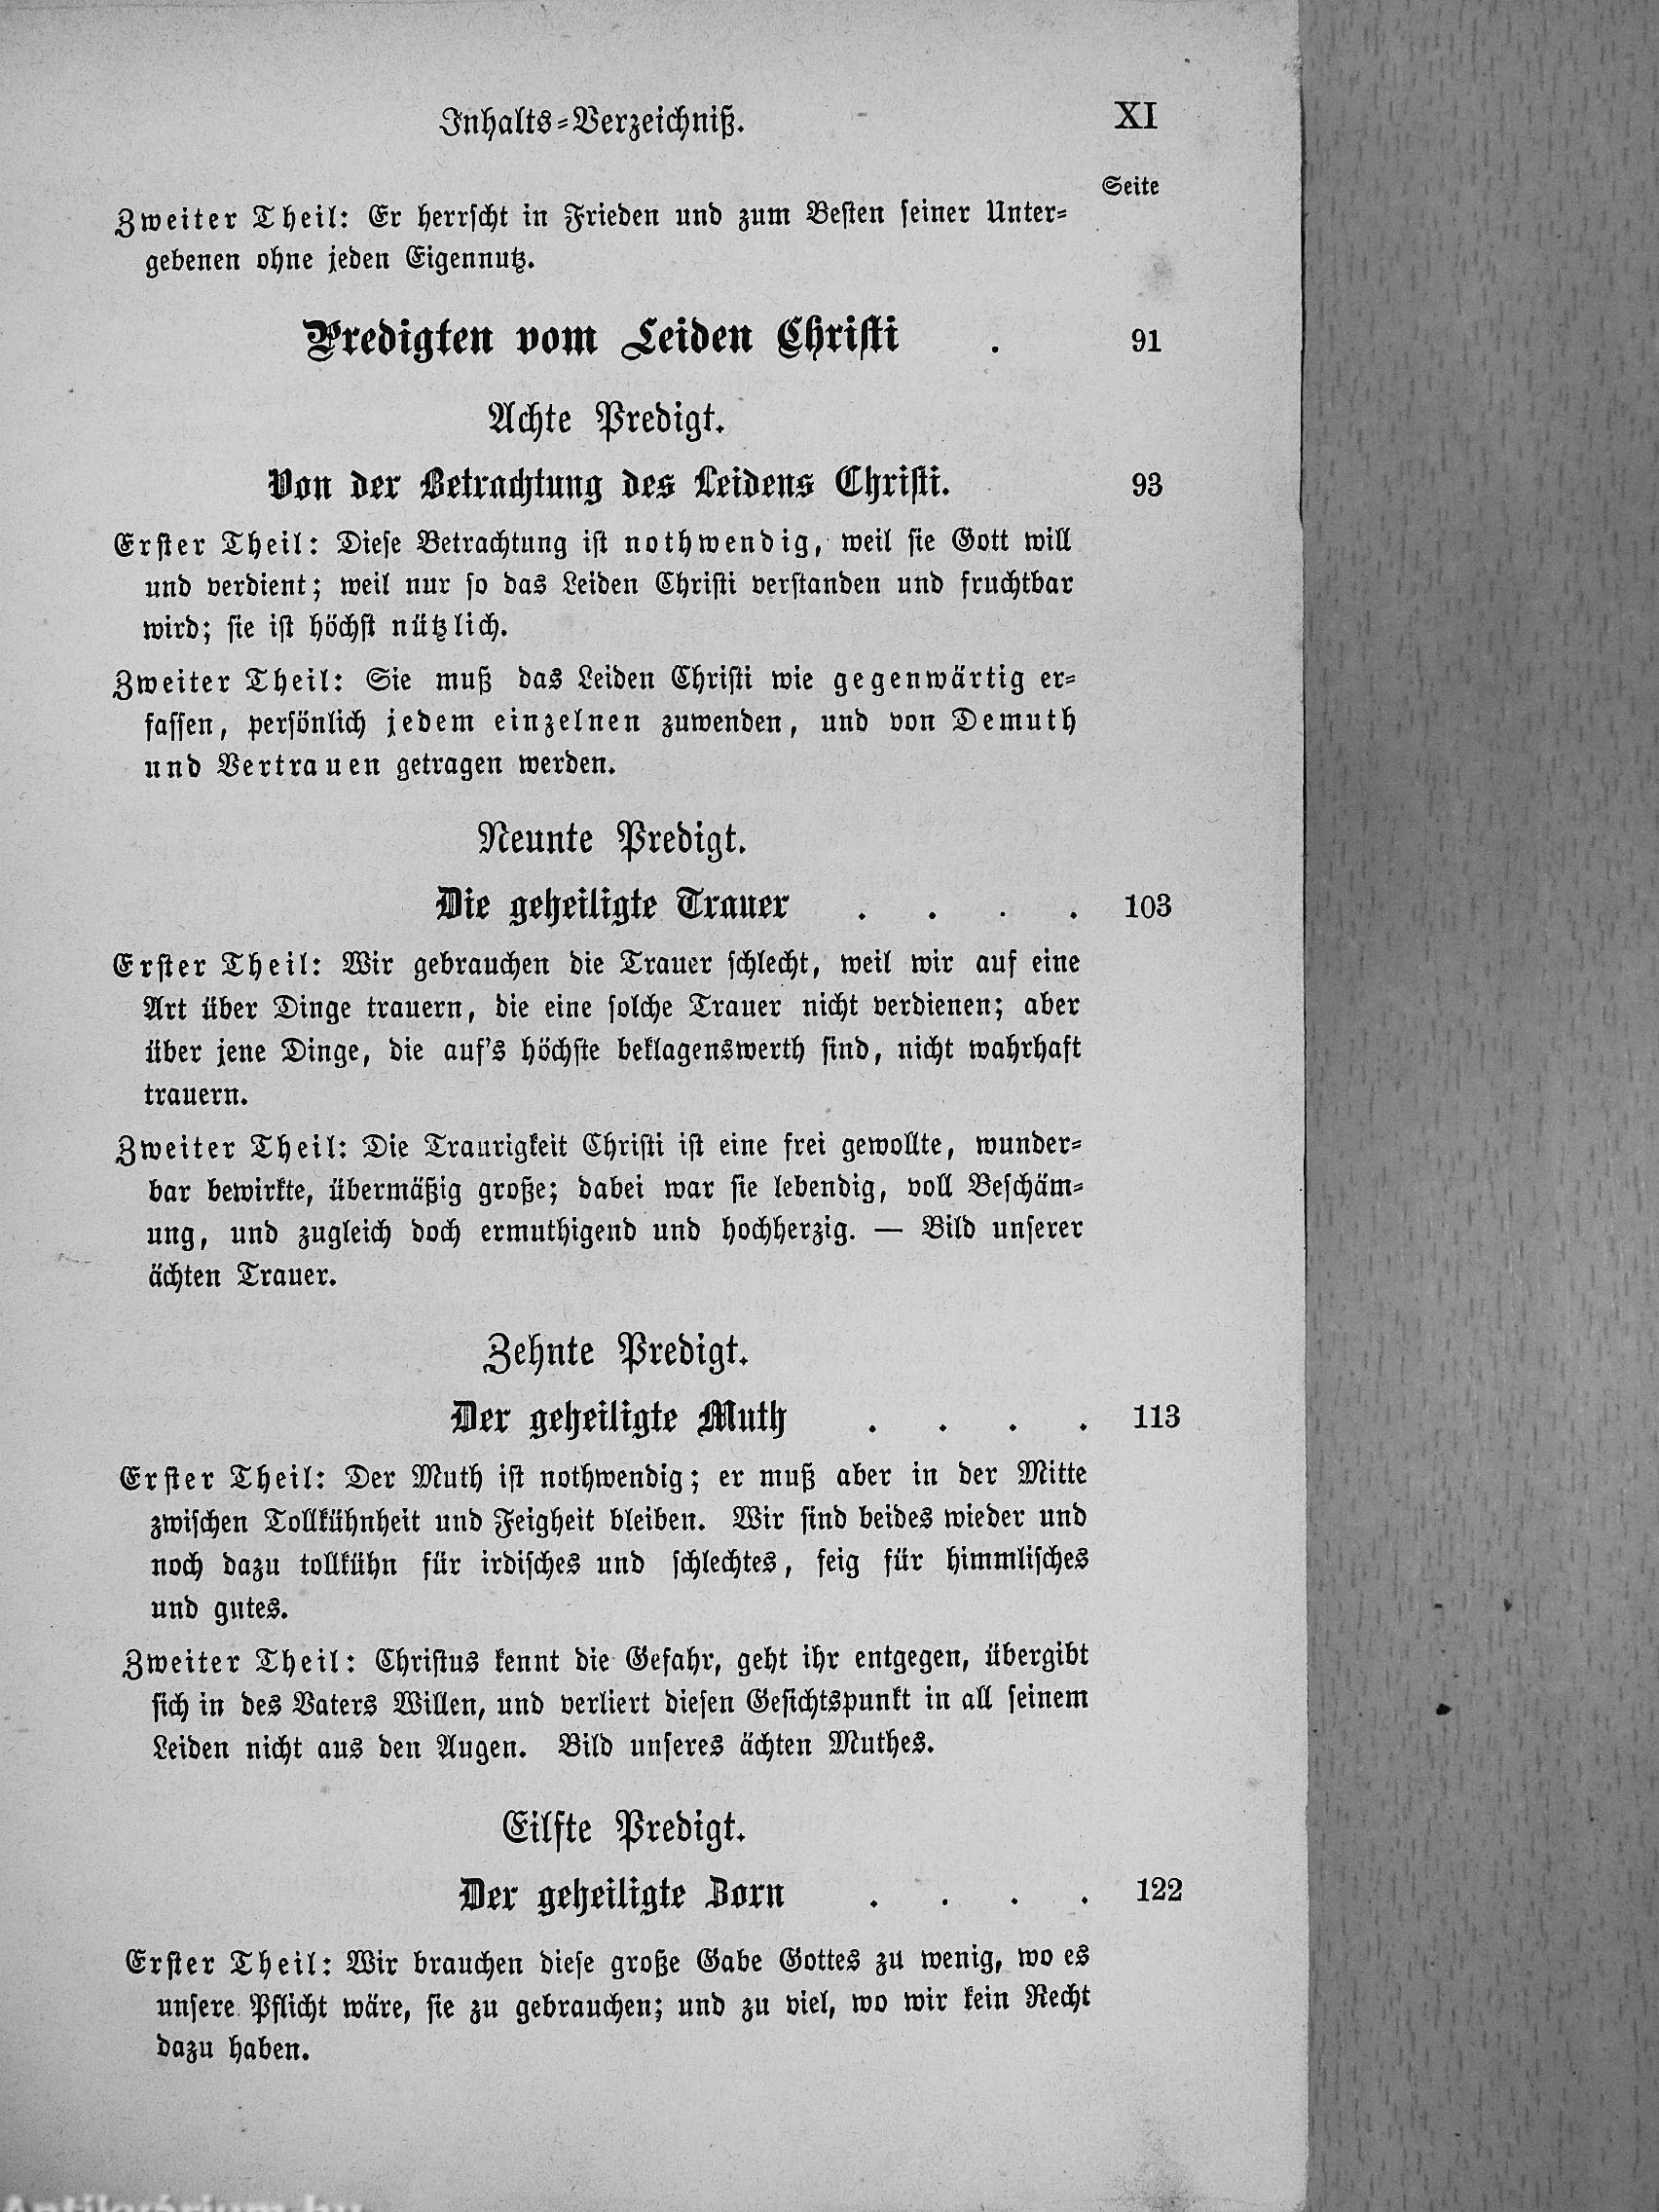 Inhalts-Verzeichniß.
XI
Seite
Zweiter Theil: Er herrscht in Frieden und zum Besten seiner Unter-
gebenen ohne jeden Eigennutz.
Predigten vom Leiden Christi . 91
Achte Predigt.
Von der Betrachtung des Leidens Christi. 93
Erster Theil: Diese Betrachtung ist nothwendig, weil sie Gott will
und verdient; weil nur so das Leiden Christi verstanden und fruchtbar
wird; sie ist höchst nützlich.
Zweiter Theil: Sie muß das Leiden Christi wie gegenwärtig er-
fassen, persönlich jedem einzelnen zuwenden, und von Demuth
und Vertrauen getragen werden.
Neunte Predigt.
Die geheiligte Trauer . . . . 103
Erster Theil: Wir gebrauchen die Trauer schlecht, weil wir auf eine
Art über Dinge trauern, die eine solche Trauer nicht verdienen; aber
über jene Dinge, die auf's höchste beklagenswerth sind, nicht wahrhaft
trauern.
Zweiter Theil: Die Traurigkeit Christi ist eine frei gewollte, wunder-
bar bewirkte, übermäßig große; dabei war sie lebendig, voll Beschäm-
ung, und zugleich doch ermuthigend und hochherzig. — Bild unserer
ächten Trauer.
Zehnte Predigt.
Der geheiligte Muth . . . . 113
Erster Theil: Der Muth ist nothwendig; er muß aber in der Mitte
zwischen Tollkühnheit und Feigheit bleiben. Wir sind beides wieder und
noch dazu tollkühn für irdisches und schlechtes, feig für himmlisches
und gutes.
Zweiter Theil: Christus kennt die Gefahr, geht ihr entgegen, übergibt
sich in des Vaters Willen, und verliert diesen Gesichtspunkt in all seinem
Leiden nicht aus den Augen. Bild unseres ächten Muthes.
Eilfte Predigt.
Der geheiligte Zorn . . . . 122
Erster Theil: Wir brauchen diese große Gabe Gottes zu wenig, wo es
unsere Pflicht wäre, sie zu gebrauchen; und zu viel, wo wir kein Recht
dazu haben.